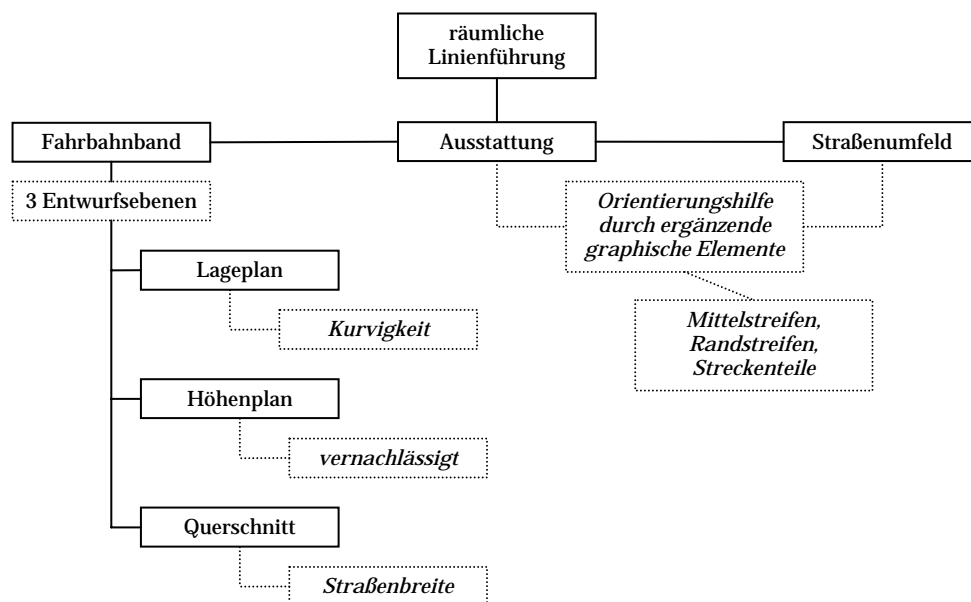 räumliche
Linienführung
Fahrbahnband
Ausstattung
Straßenumfeld
3 Entwurfsebenen
Orientierungshilfe
durch ergänzende
graphische Elemente
Lageplan
Kurvigkeit
Mittelstreifen,
Randstreifen,
Streckenteile
Höhenplan
vernachlässigt
Querschnitt
Straßenbreite